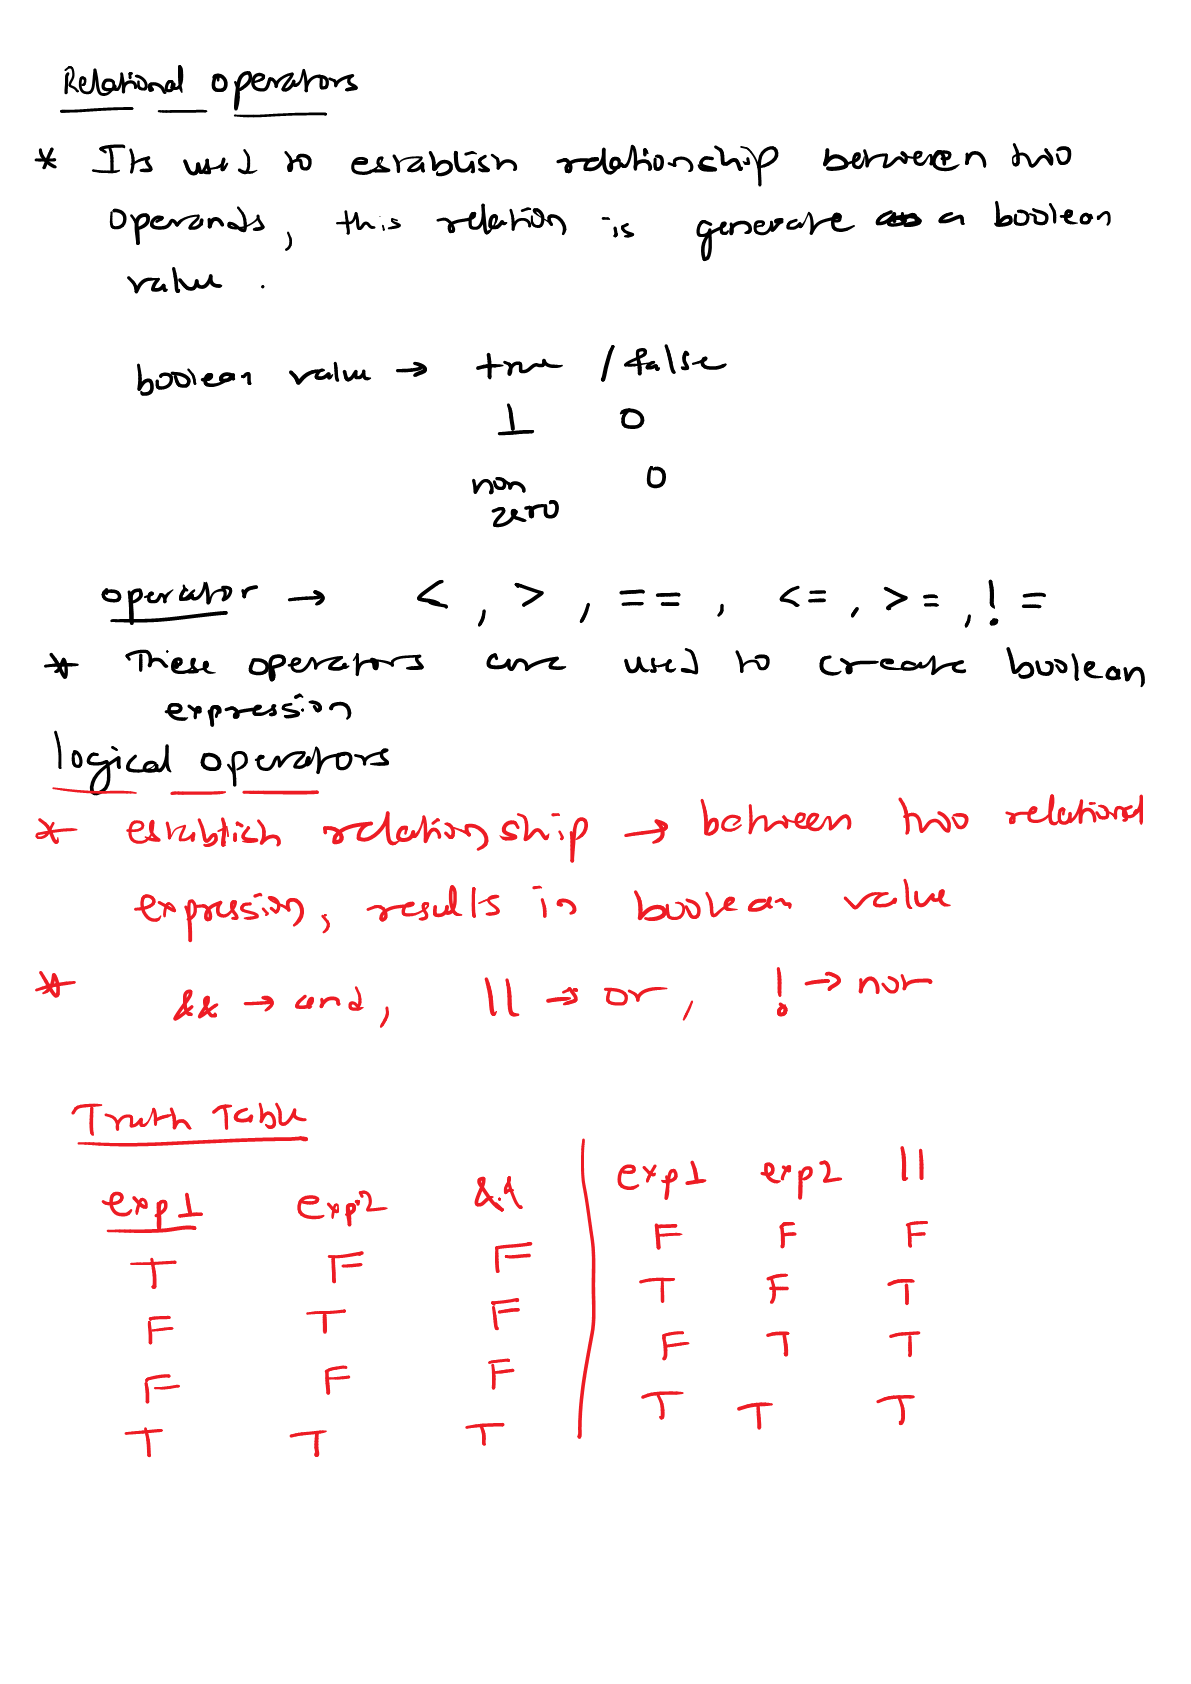 Relational operators
* Its used to establish relationship between two
operands, this relation is generate as a boolean
value .
boolean value → true / false
1 0
non 0
zero
operator → < , > , == , <= , >= , ! =
* These operators are used to create boolean
expression
logical operators
* establish relationship → between two relational
expression, results in boolean value
* && → and, || → or, ! → not
Truth Table
exp1 exp2 && 
T F F
F T F
F F F
T T T
exp1 exp2 ||
F F F
T F T
F T T
T T T